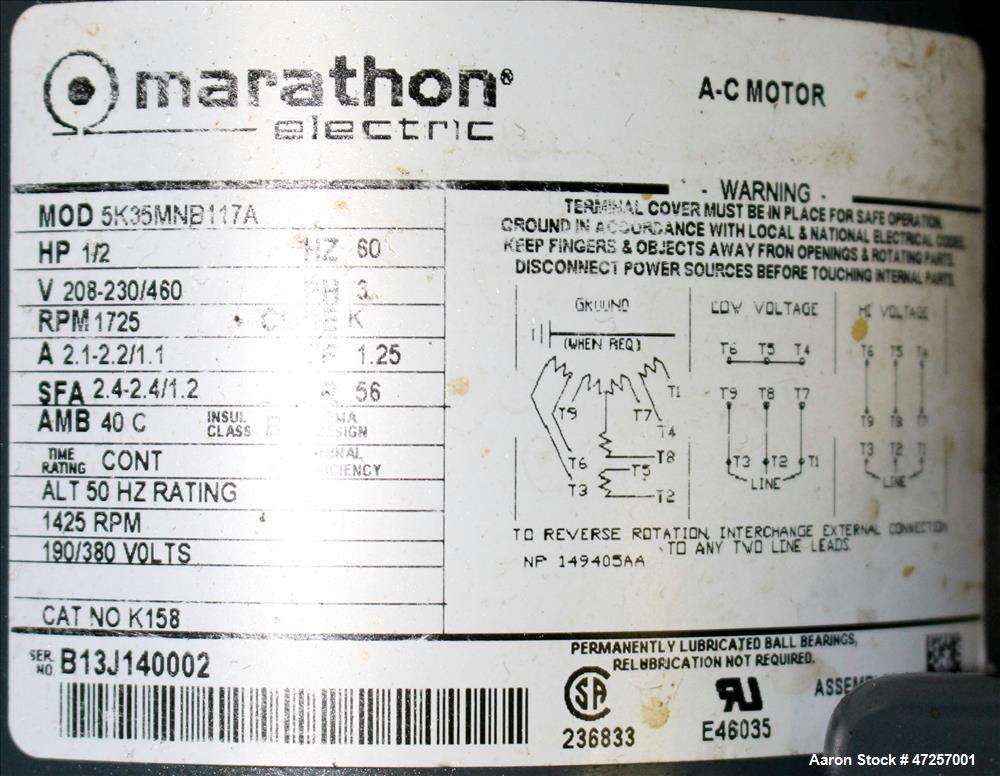 marathon®
electric
A-C MOTOR
MOD 5K35MNB117A
HP 1/2 HZ 60
V 208-230/460 PH 3
RPM 1725 K
A 2.1-2.2/1.1 1.25
SFA 2.4-2.4/1.2 56
AMB 40 C INSUL CLASS B
TIME RATING CONT
ALT 50 HZ RATING
1425 RPM
190/380 VOLTS
CAT NO K158
- WARNING -
TERMINAL COVER MUST BE IN PLACE FOR SAFE OPERATION.
GROUND IN ACCORDANCE WITH LOCAL & NATIONAL ELECTRICAL CODES.
KEEP FINGERS & OBJECTS AWAY FRON OPENINGS & ROTATING PARTS.
DISCONNECT POWER SOURCES BEFORE TOUCHING INTERNAL PARTS.
GROUND
(WHEN REQ)
T1
T9 T7
T4
T6 T8
T5
T3 T2
LOW VOLTAGE
T6 T5 T4
T9 T8 T7
T3 T2 T1
LINE
HI VOLTAGE
T6 T5 T4
T9 T8 T7
T3 T2 T1
LINE
TO REVERSE ROTATION, INTERCHANGE EXTERNAL CONNECTION
TO ANY TWO LINE LEADS.
NP 149405AA
SER. NO B13J140002
PERMANENTLY LUBRICATED BALL BEARINGS,
RELUBRICATION NOT REQUIRED.
SA
236833
RU
E46035
Aaron Stock # 47257001